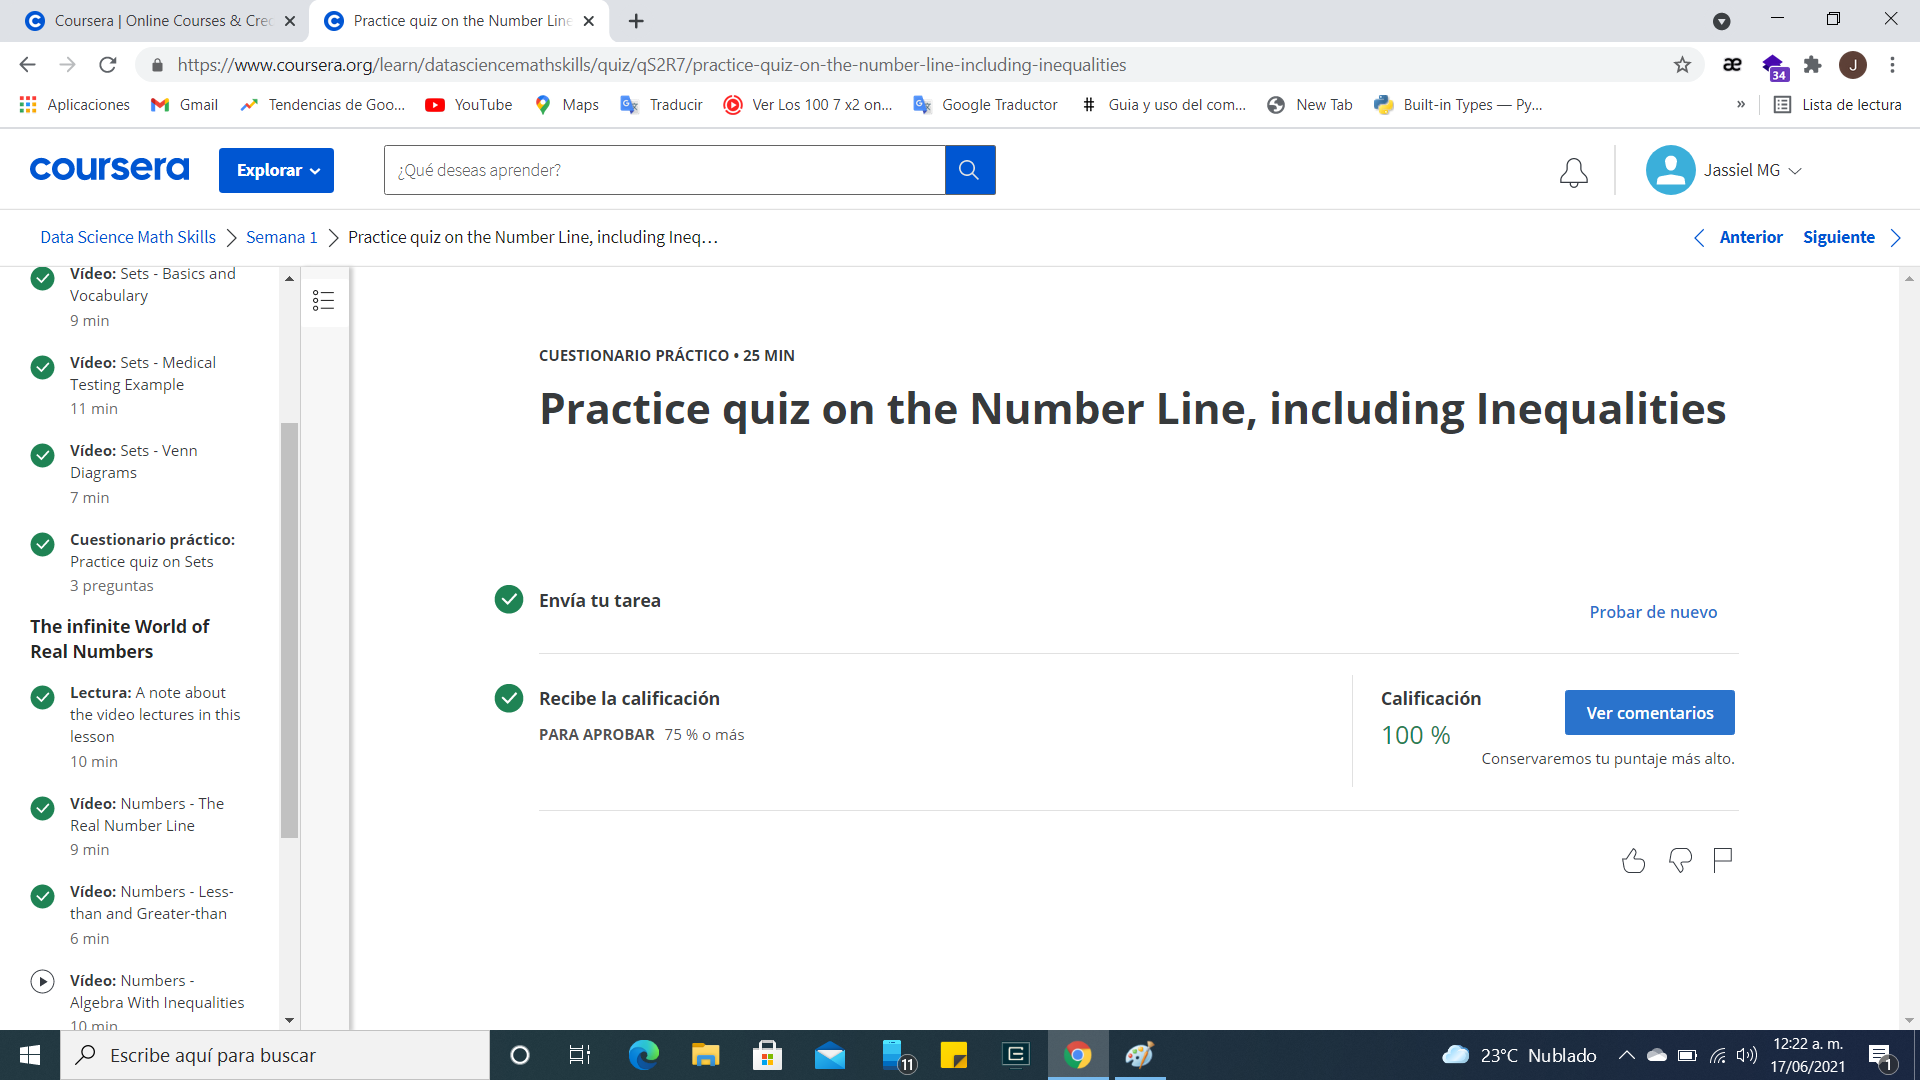 Coursera | Online Courses & Cre
Practice quiz on the Number Line
https://www.coursera.org/learn/datasciencemathskills/quiz/qS2R7/practice-quiz-on-the-number-line-including-inequalities
æ
34
J
Aplicaciones
Gmail
Tendencias de Goo...
YouTube
Maps
Traducir
Ver Los 100 7 x2 on...
Google Traductor
# Guia y uso del com...
New Tab
Built-in Types — Py...
»
Lista de lectura
coursera
Explorar
¿Qué deseas aprender?
Jassiel MG
Data Science Math Skills
Semana 1
Practice quiz on the Number Line, including Ineq…
Anterior
Siguiente
Vídeo: Sets - Basics and
Vocabulary
9 min
Vídeo: Sets - Medical
Testing Example
11 min
Vídeo: Sets - Venn
Diagrams
7 min
Cuestionario práctico:
Practice quiz on Sets
3 preguntas
The infinite World of
Real Numbers
Lectura: A note about
the video lectures in this
lesson
10 min
Vídeo: Numbers - The
Real Number Line
9 min
Vídeo: Numbers - Less-
than and Greater-than
6 min
Vídeo: Numbers -
Algebra With Inequalities
10 min
CUESTIONARIO PRÁCTICO • 25 MIN
Practice quiz on the Number Line, including Inequalities
Envía tu tarea
Probar de nuevo
Recibe la calificación
PARA APROBAR 75 % o más
Calificación
100 %
Ver comentarios
Conservaremos tu puntaje más alto.
Escribe aquí para buscar
11
23°C Nublado
12:22 a. m.
17/06/2021
1